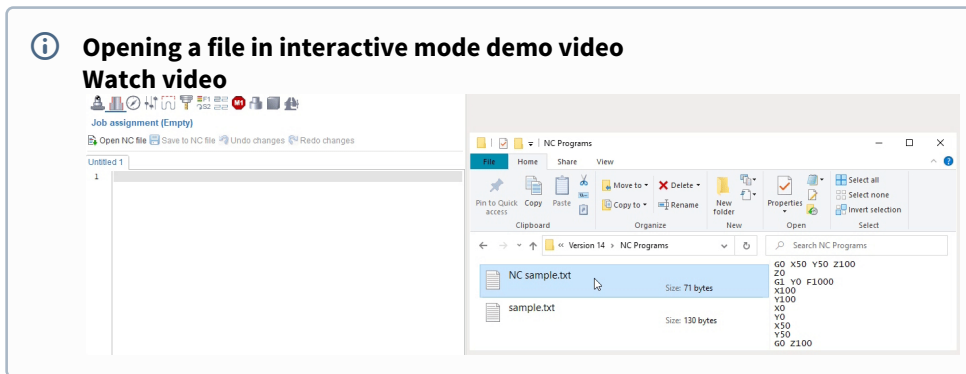 Opening a file in interactive mode demo video
Watch video
Job assignment (Empty)
Open NC file Save to NC file Undo changes Redo changes
Untitled 1
1
NC Programs
File Home Share View
Pin to Quick access Copy Paste
Move to Delete
Copy to Rename
New folder
Properties
Select all
Select none
Invert selection
Clipboard Organize New Open Select
« Version 14 › NC Programs
Search NC Programs
NC sample.txt
Size: 71 bytes
sample.txt
Size: 130 bytes
G0 X50 Y50 Z100
Z0
G1 Y0 F1000
X100
Y100
X0
Y0
X50
Y50
G0 Z100